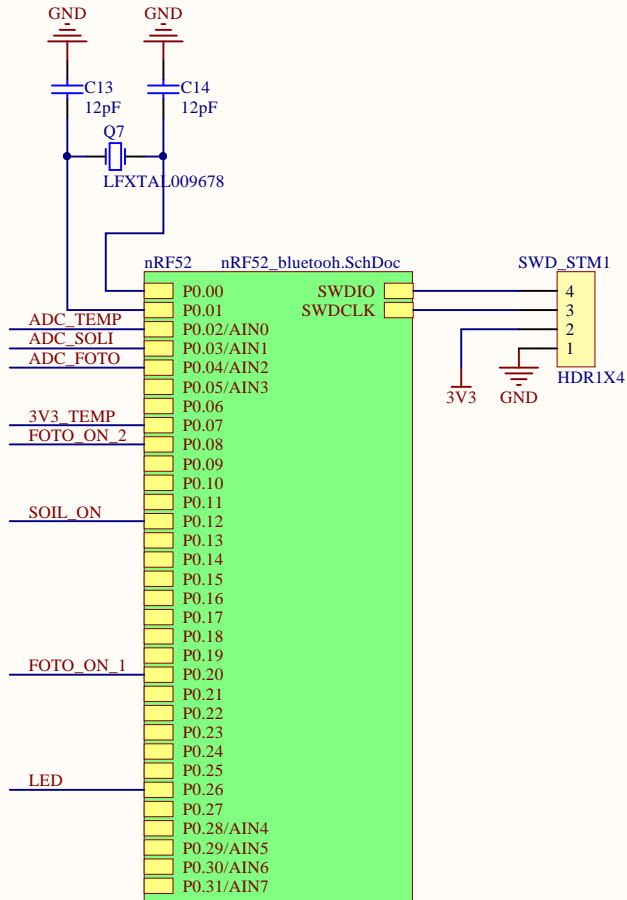 GND
GND
C13
12pF
C14
12pF
Q7
LFXTAL009678
nRF52
nRF52_bluetooh.SchDoc
SWD_STM1
P0.00
SWDIO
4
P0.01
SWDCLK
3
ADC_TEMP
P0.02/AIN0
2
ADC_SOLI
P0.03/AIN1
1
ADC_FOTO
P0.04/AIN2
HDR1X4
P0.05/AIN3
3V3
GND
P0.06
3V3_TEMP
P0.07
FOTO_ON_2
P0.08
P0.09
P0.10
P0.11
SOIL_ON
P0.12
P0.13
P0.14
P0.15
P0.16
P0.17
P0.18
P0.19
FOTO_ON_1
P0.20
P0.21
P0.22
P0.23
P0.24
P0.25
LED
P0.26
P0.27
P0.28/AIN4
P0.29/AIN5
P0.30/AIN6
P0.31/AIN7